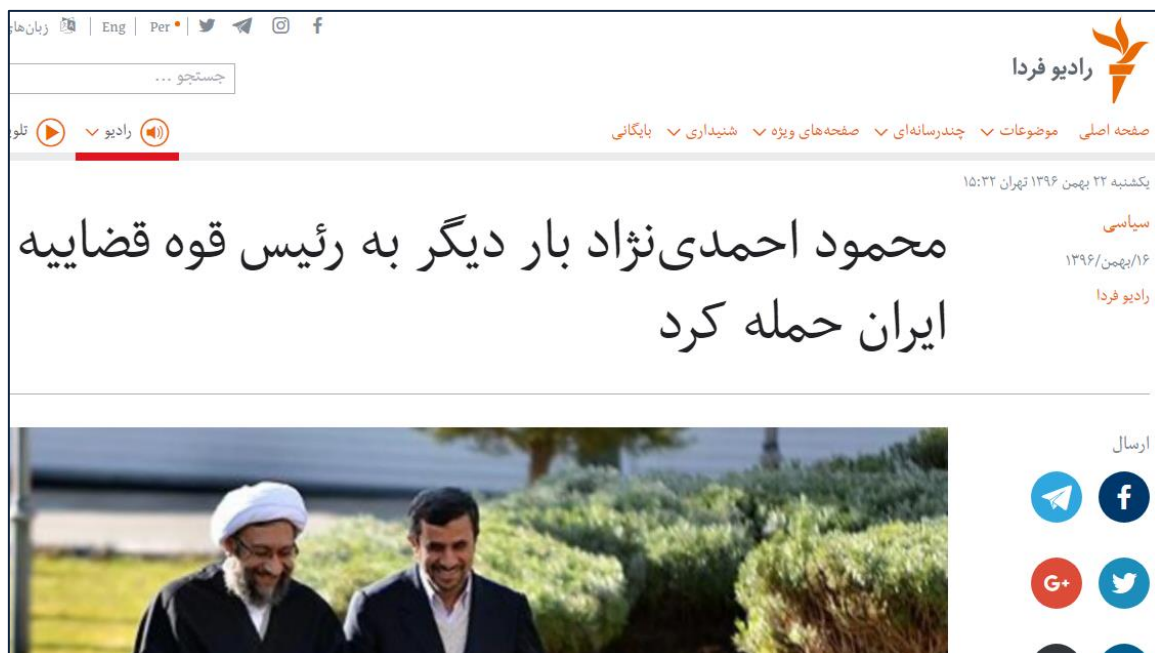 زبان‌های | Eng | Per
رادیو فردا
جستجو ...
صفحه اصلی موضوعات چندرسانه‌ای صفحه‌های ویژه شنیداری بایگانی رادیو
یکشنبه ۲۲ بهمن ۱۳۹۶ تهران ۱۵:۳۲
سیاسی
محمود احمدی‌نژاد بار دیگر به رئیس قوه قضاییه
ایران حمله کرد
۱۶/بهمن/۱۳۹۶
رادیو فردا
ارسال
G+